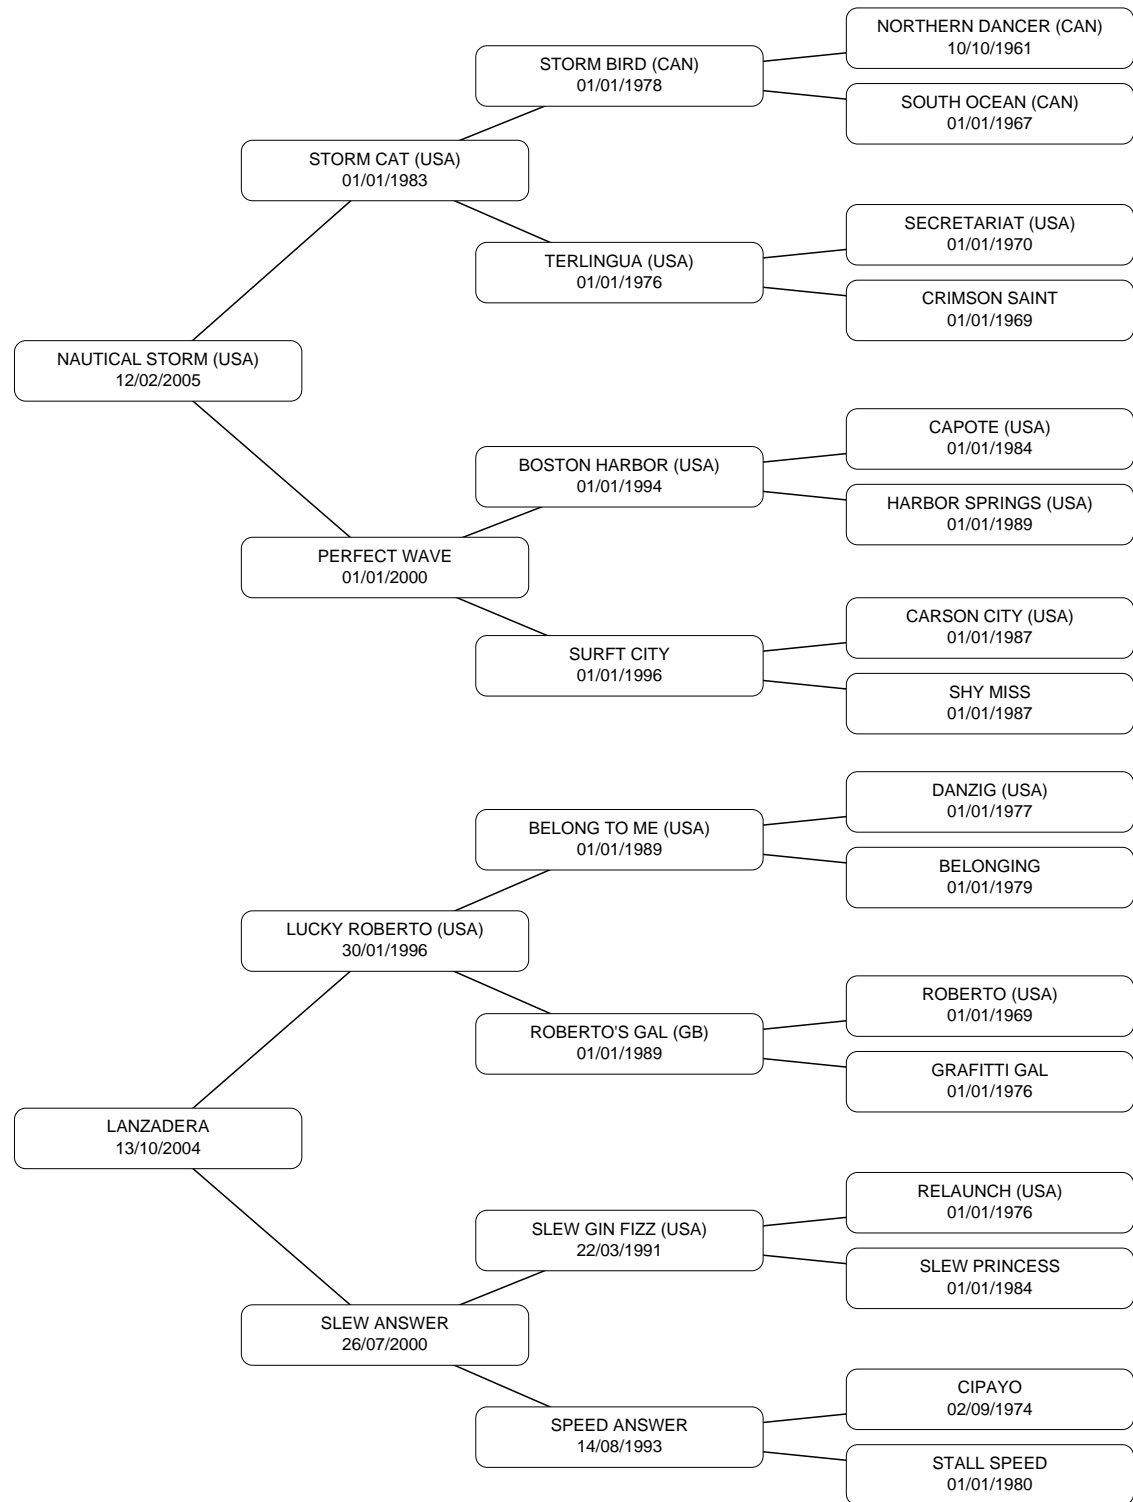 NORTHERN DANCER (CAN)
10/10/1961
STORM BIRD (CAN)
01/01/1978
SOUTH OCEAN (CAN)
01/01/1967
STORM CAT (USA)
01/01/1983
SECRETARIAT (USA)
01/01/1970
TERLINGUA (USA)
01/01/1976
CRIMSON SAINT
01/01/1969
NAUTICAL STORM (USA)
12/02/2005
CAPOTE (USA)
01/01/1984
BOSTON HARBOR (USA)
01/01/1994
HARBOR SPRINGS (USA)
01/01/1989
PERFECT WAVE
01/01/2000
CARSON CITY (USA)
01/01/1987
SURFT CITY
01/01/1996
SHY MISS
01/01/1987
DANZIG (USA)
01/01/1977
BELONG TO ME (USA)
01/01/1989
BELONGING
01/01/1979
LUCKY ROBERTO (USA)
30/01/1996
ROBERTO (USA)
01/01/1969
ROBERTO'S GAL (GB)
01/01/1989
GRAFITTI GAL
01/01/1976
LANZADERA
13/10/2004
RELAUNCH (USA)
01/01/1976
SLEW GIN FIZZ (USA)
22/03/1991
SLEW PRINCESS
01/01/1984
SLEW ANSWER
26/07/2000
CIPAYO
02/09/1974
SPEED ANSWER
14/08/1993
STALL SPEED
01/01/1980